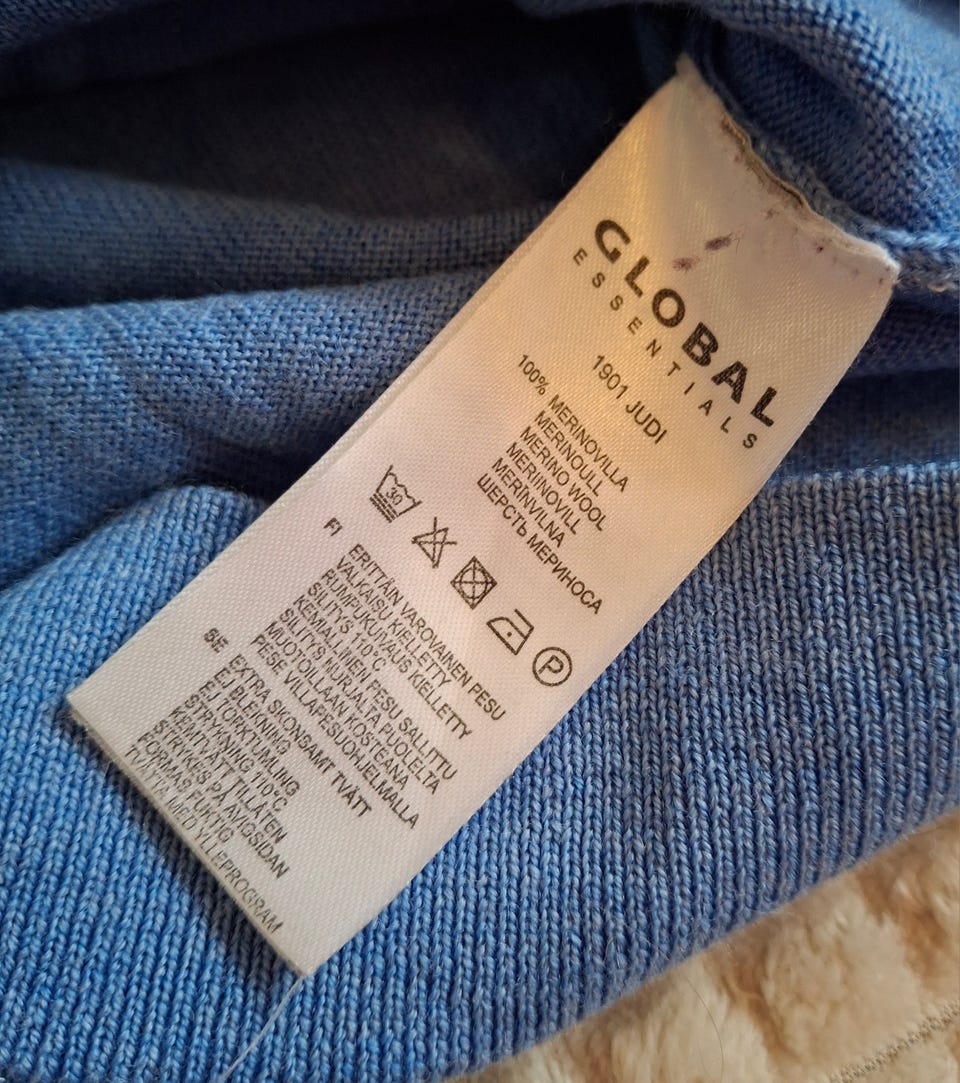 GLOBAL
ESSENTIALS
1901 JUDI
100% MERINOVILLA
MERINOULL
MERINO WOOL
MERIINOVILL
MERĪNVILNA
ШЕРСТЬ МЕРИНОСА
30
P
FI ERITTÄIN VAROVAINEN PESU
VALKAISU KIELLETTY
RUMPUKUIVAUS KIELLETTY
SILITYS 110°C
KEMIALLINEN PESU SALLITTU
SILITYS NURJALTA PUOLELTA
MUOTOILLAAN KOSTEANA
PESE VILLAPESUOHJELMALLA
SE EXTRA SKONSAMT TVÄTT
EJ BLEKNING
EJ TORKTUMLING
STRYKNING 110°C
KEMTVÄTT TILLÅTEN
STRYKES PÅ AVIGSIDAN
FORMAS FUKTIG
TVÄTTA MED YLLEPROGRAM